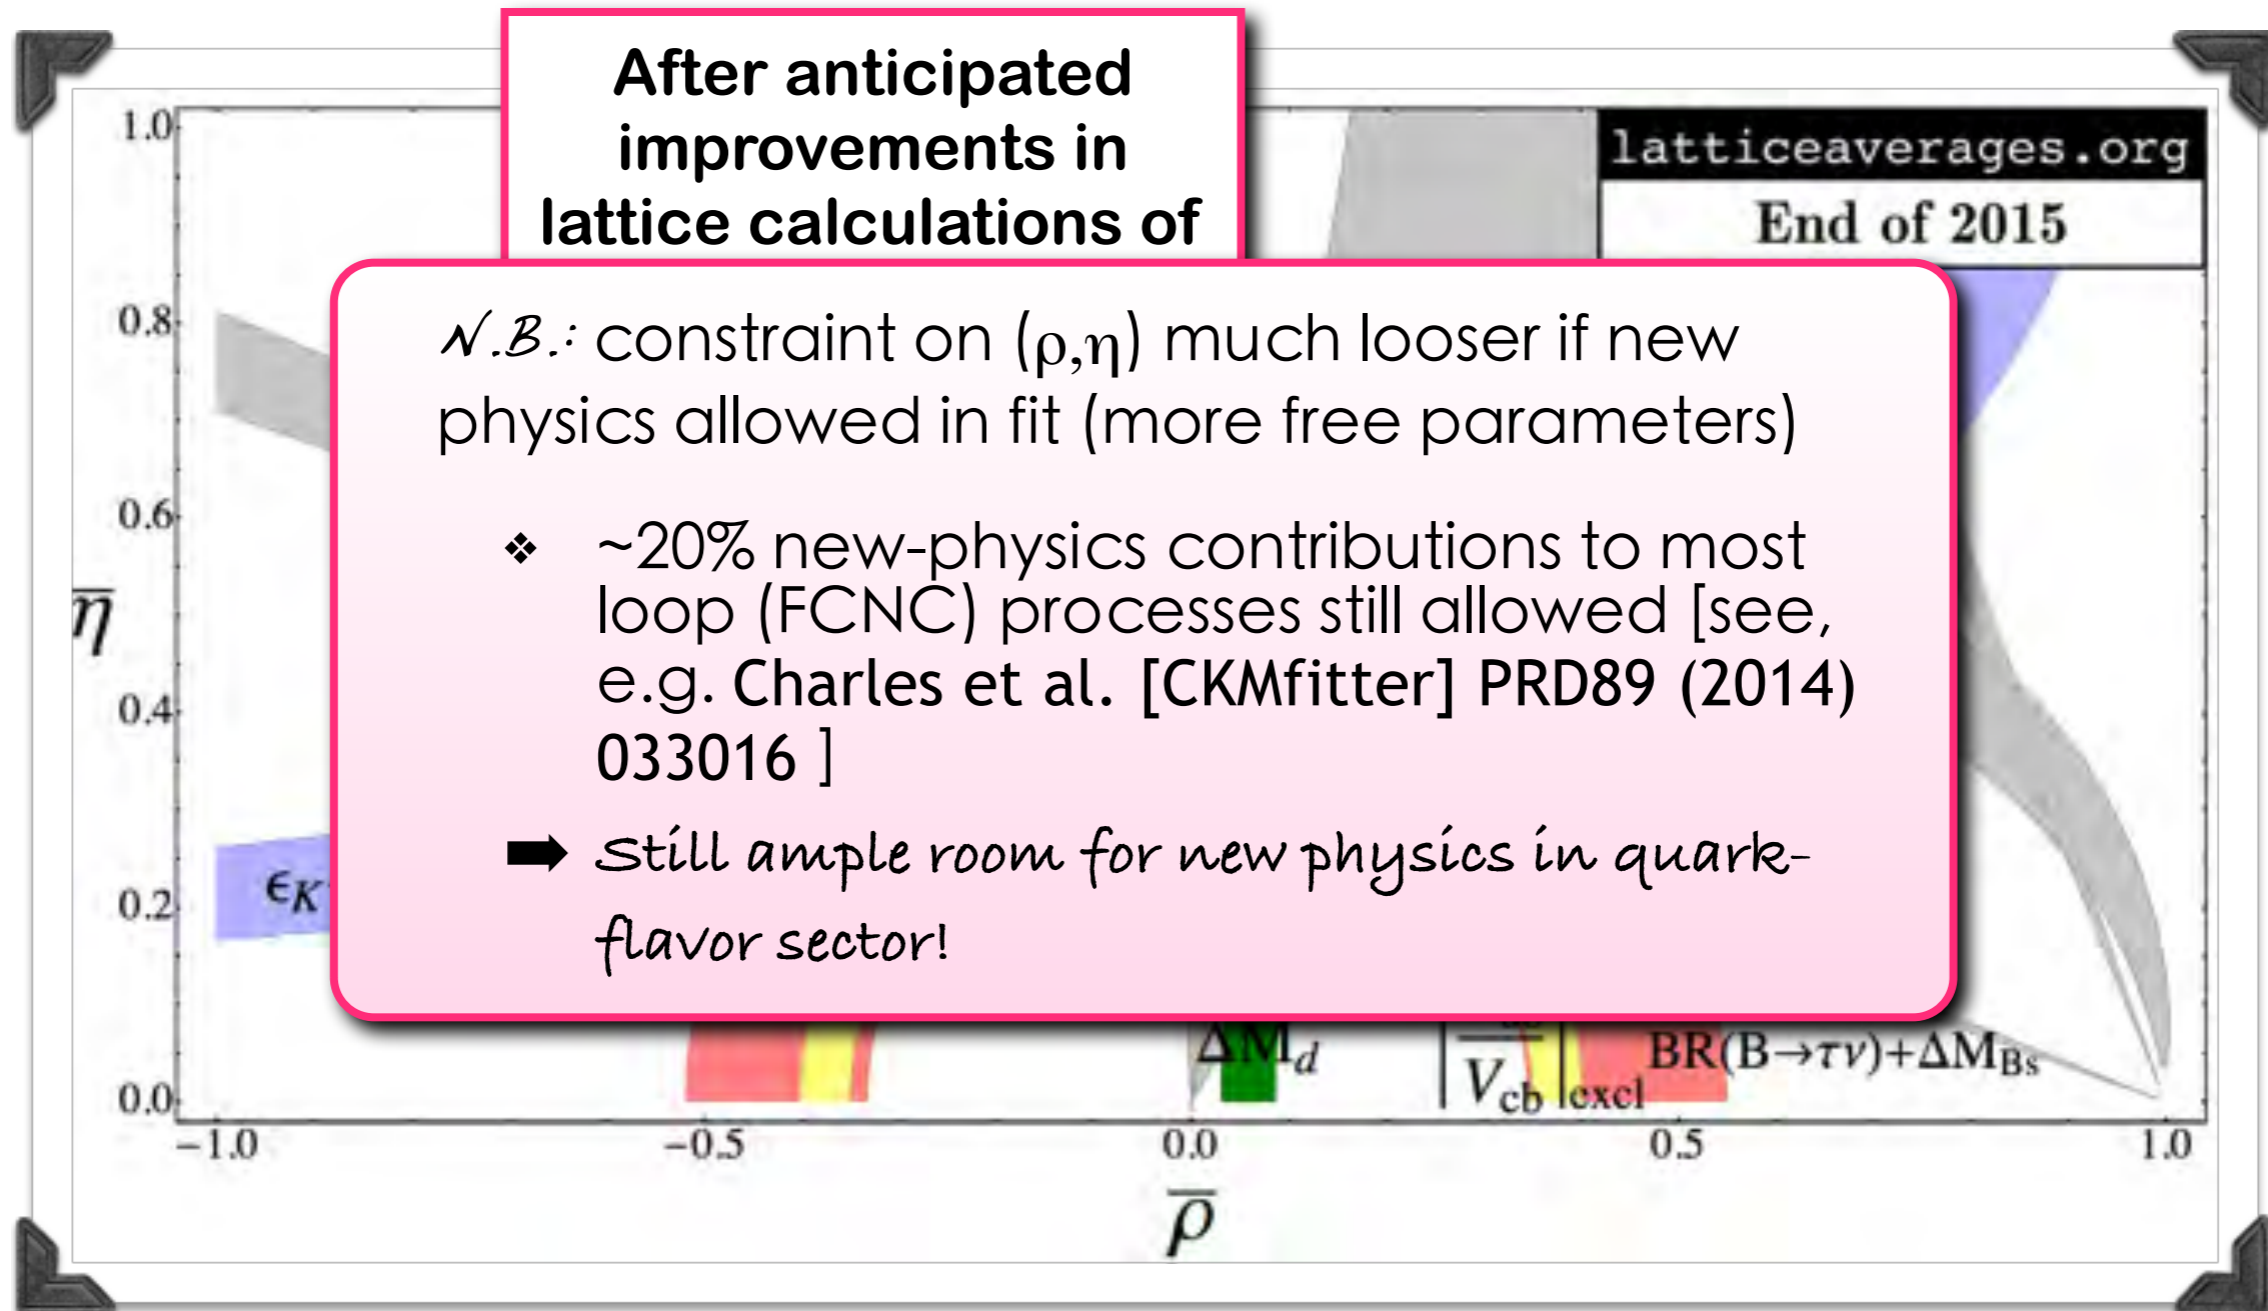 After anticipated
improvements in
lattice calculations of
latticeaverages.org
End of 2015
N.B.: constraint on (ρ,η) much looser if new
physics allowed in fit (more free parameters)
❖ ~20% new-physics contributions to most
loop (FCNC) processes still allowed [see,
e.g. Charles et al. [CKMfitter] PRD89 (2014)
033016 ]
➡ Still ample room for new physics in quark-
flavor sector!
1.0
0.8
0.6
0.4
0.2
0.0
η̅
ϵK
ΔMd
Vcb excl
BR(B→τν)+ΔMBs
−1.0
−0.5
0.0
0.5
1.0
ρ̅